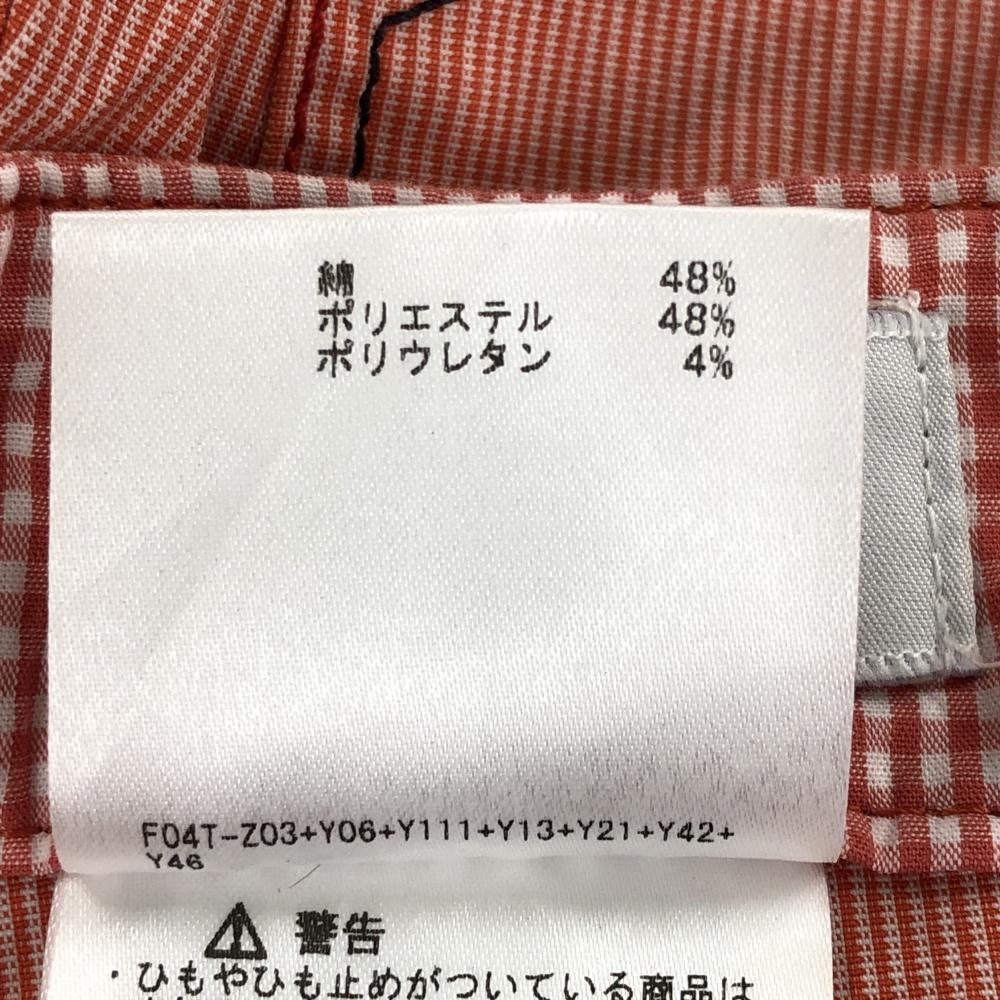 綿 48%
ポリエステル 48%
ポリウレタン 4%
F04T-Z03+Y06+Y111+Y13+Y21+Y42+
Y46
警告
・ひもやひも止めがついている商品は